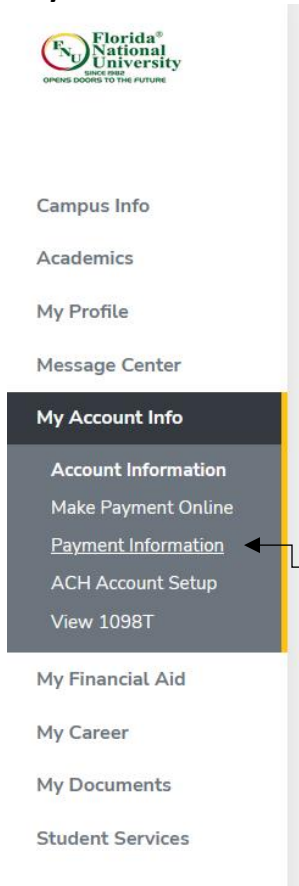 Florida®
National
University
FNU
SINCE 1982
OPENS DOORS TO THE FUTURE
Campus Info
Academics
My Profile
Message Center
My Account Info
Account Information
Make Payment Online
Payment Information
ACH Account Setup
View 1098T
My Financial Aid
My Career
My Documents
Student Services